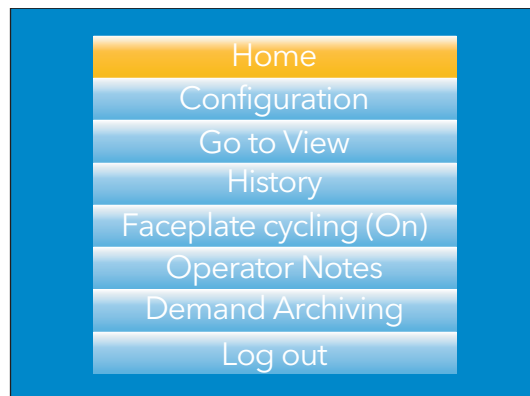 Home
Configuration
Go to View
History
Faceplate cycling (On)
Operator Notes
Demand Archiving
Log out